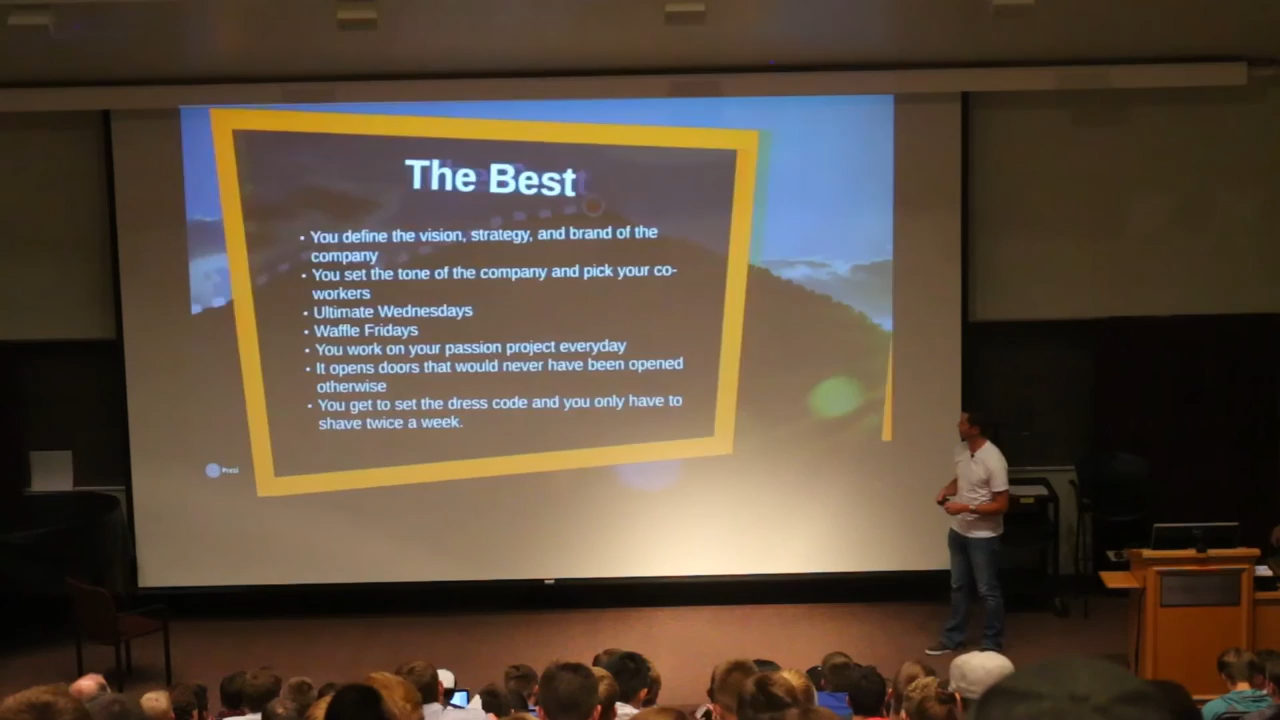 The Best
• You define the vision, strategy, and brand of the
company
• You set the tone of the company and pick your co-
workers
• Ultimate Wednesdays
• Waffle Fridays
• You work on your passion project everyday
• It opens doors that would never have been opened
otherwise
• You get to set the dress code and you only have to
shave twice a week.
Prezi